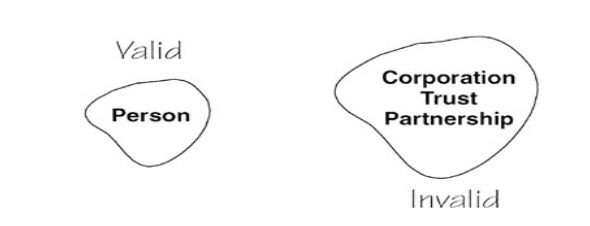 Valid
Person
Corporation
Trust
Partnership
Invalid